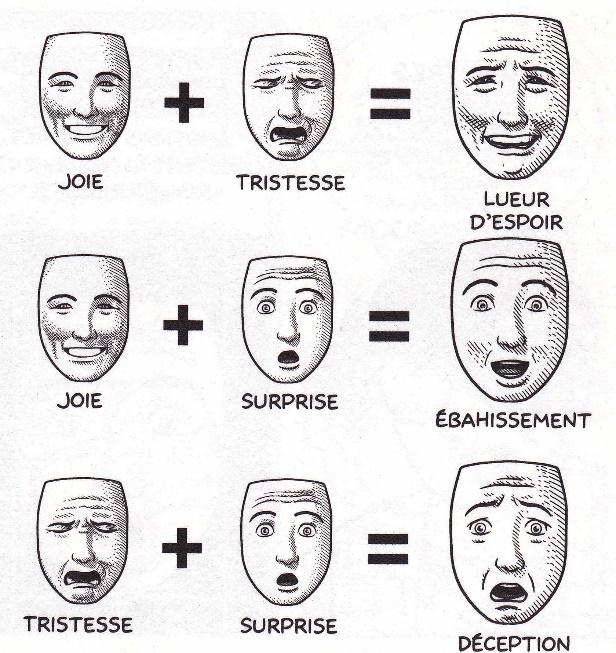 JOIE + TRISTESSE = LUEUR
D'ESPOIR
JOIE + SURPRISE = ÉBAHISSEMENT
TRISTESSE + SURPRISE = DÉCEPTION